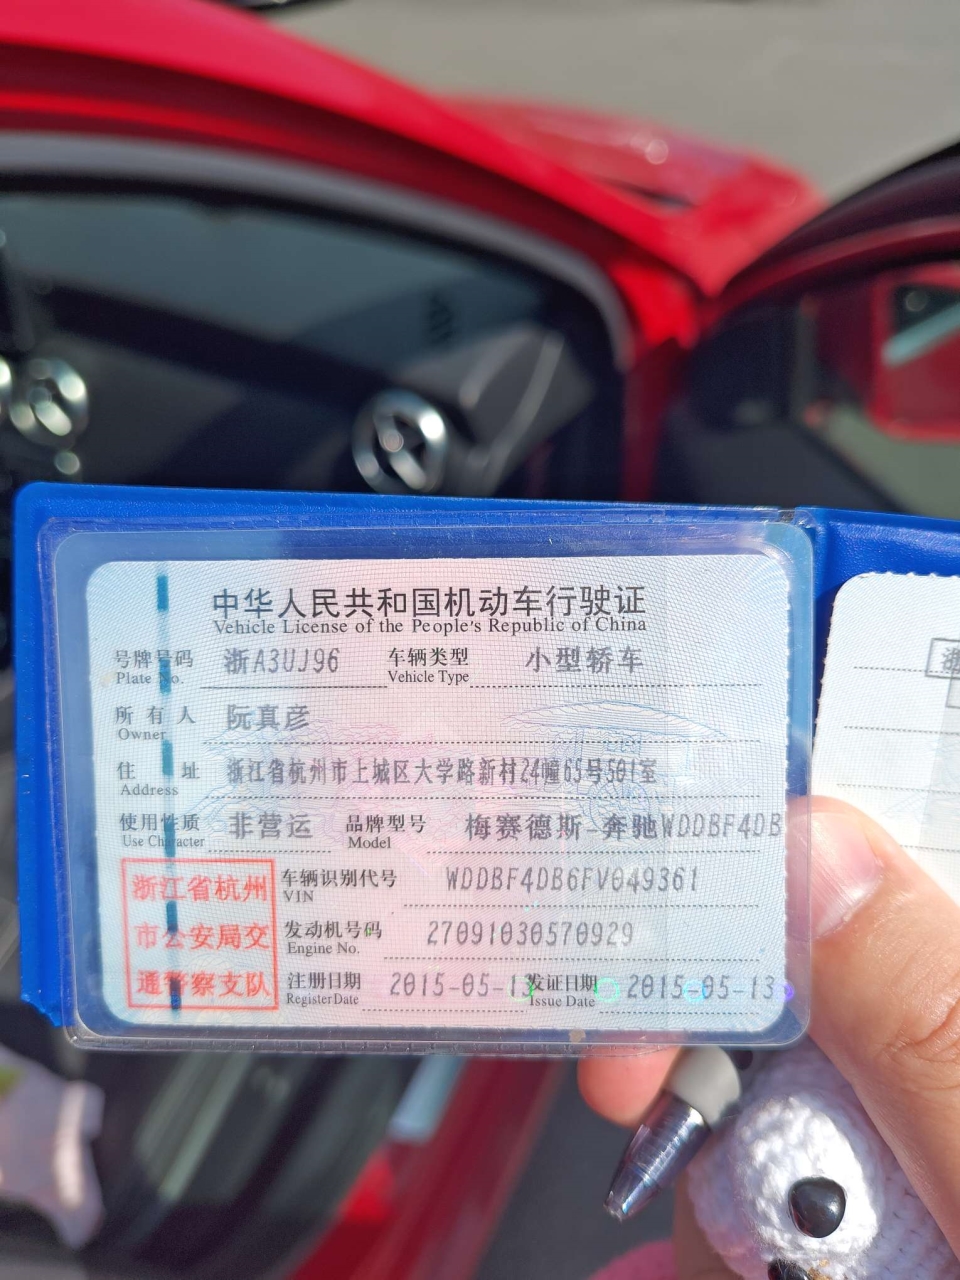 中华人民共和国机动车行驶证
Vehicle License of the People's Republic of China
号牌号码 浙A3UJ96 车辆类型 小型轿车
Plate No. Vehicle Type
所有人 阮真彦
Owner
住址 浙江省杭州市上城区大学路新村24幢65号501室
Address
使用性质 非营运 品牌型号 梅赛德斯-奔驰WDDBF4DB
Use Character Model
浙江省杭州 车辆识别代号 WDDBF4DB6FV049361
VIN
市公安局交 发动机号码 27091030570929
Engine No.
通警察支队 注册日期 2015-05-13 发证日期 2015-05-13
Register Date Issue Date